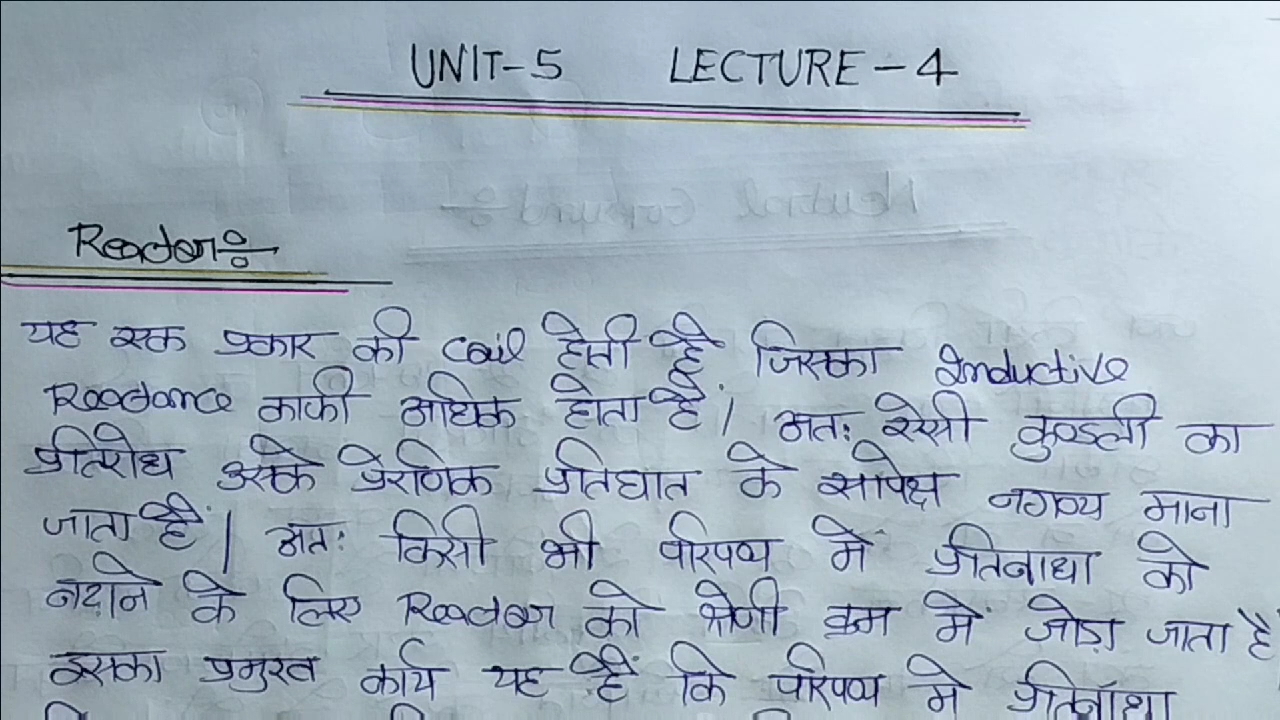 UNIT-5 LECTURE-4
Reactor÷
यह एक प्रकार की coil होती है जिसका Inductive
Reactance काफी अधिक होता है। अतः ऐसी कुण्डली का
प्रतिरोध उसके प्रेरणिक प्रतिघात के सापेक्ष नगण्य माना
जाता है। अतः किसी भी परिपथ में प्रतिबाधा को
बढ़ाने के लिए Reactor को श्रेणी क्रम में जोड़ा जाता है
इसका प्रमुख कार्य यह है कि परिपथ में प्रतिबाधा